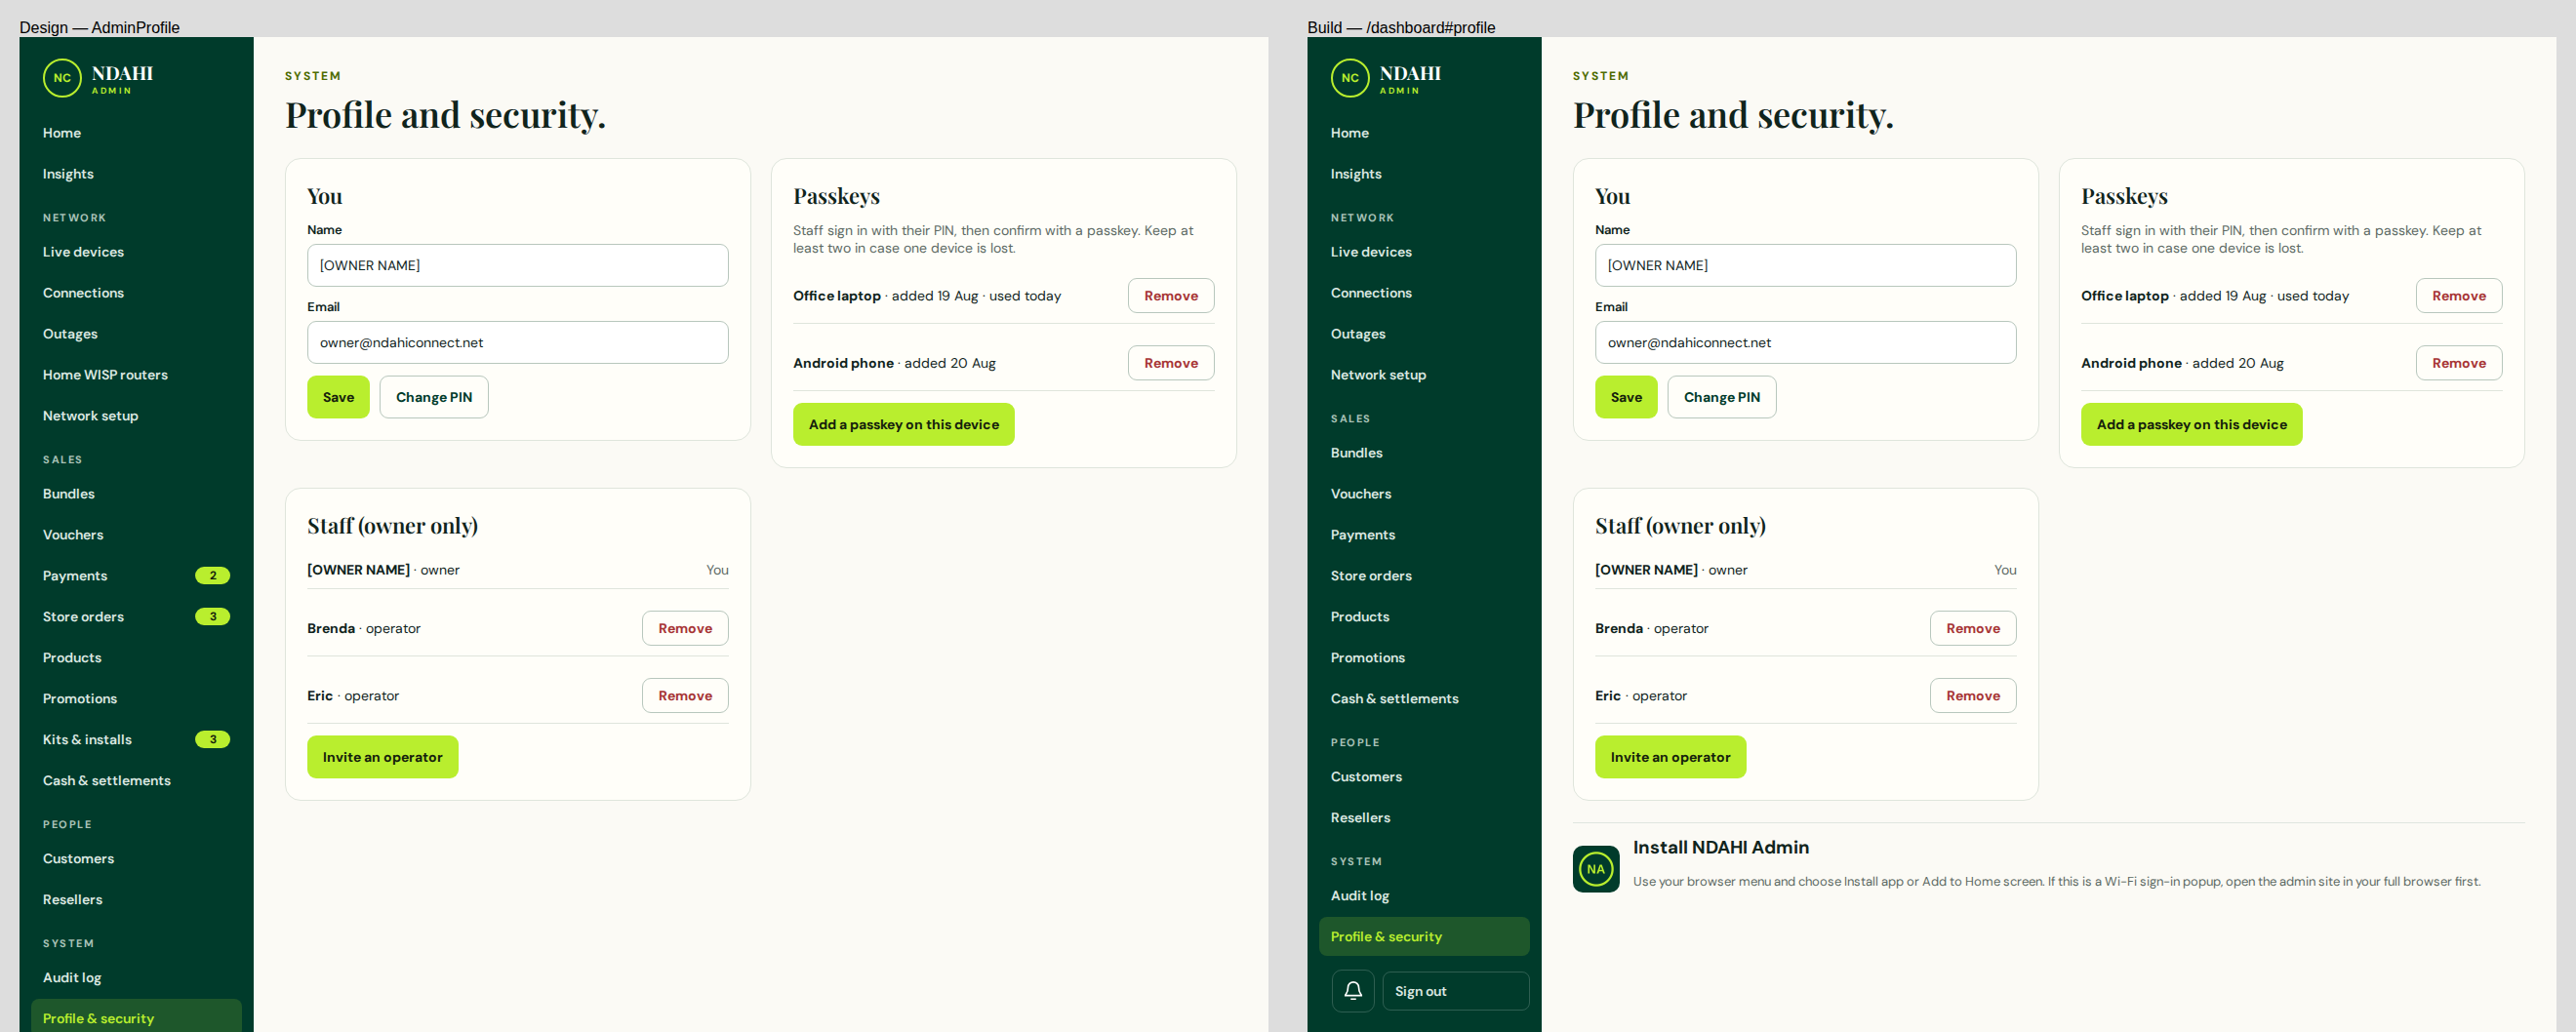 Design — AdminProfile
NC
NDAHI
ADMIN
Home
Insights
NETWORK
Live devices
Connections
Outages
Home WISP routers
Network setup
SALES
Bundles
Vouchers
Payments 2
Store orders 3
Products
Promotions
Kits & installs 3
Cash & settlements
PEOPLE
Customers
Resellers
SYSTEM
Audit log
Profile & security
SYSTEM
Profile and security.
You
Name
[OWNER NAME]
Email
owner@ndahiconnect.net
Save
Change PIN
Passkeys
Staff sign in with their PIN, then confirm with a passkey. Keep at
least two in case one device is lost.
Office laptop · added 19 Aug · used today Remove
Android phone · added 20 Aug Remove
Add a passkey on this device
Staff (owner only)
[OWNER NAME] · owner You
Brenda · operator Remove
Eric · operator Remove
Invite an operator
Build — /dashboard#profile
NC
NDAHI
ADMIN
Home
Insights
NETWORK
Live devices
Connections
Outages
Network setup
SALES
Bundles
Vouchers
Payments
Store orders
Products
Promotions
Cash & settlements
PEOPLE
Customers
Resellers
SYSTEM
Audit log
Profile & security
Sign out
SYSTEM
Profile and security.
You
Name
[OWNER NAME]
Email
owner@ndahiconnect.net
Save
Change PIN
Passkeys
Staff sign in with their PIN, then confirm with a passkey. Keep at
least two in case one device is lost.
Office laptop · added 19 Aug · used today Remove
Android phone · added 20 Aug Remove
Add a passkey on this device
Staff (owner only)
[OWNER NAME] · owner You
Brenda · operator Remove
Eric · operator Remove
Invite an operator
NA
Install NDAHI Admin
Use your browser menu and choose Install app or Add to Home screen. If this is a Wi-Fi sign-in popup, open the admin site in your full browser first.